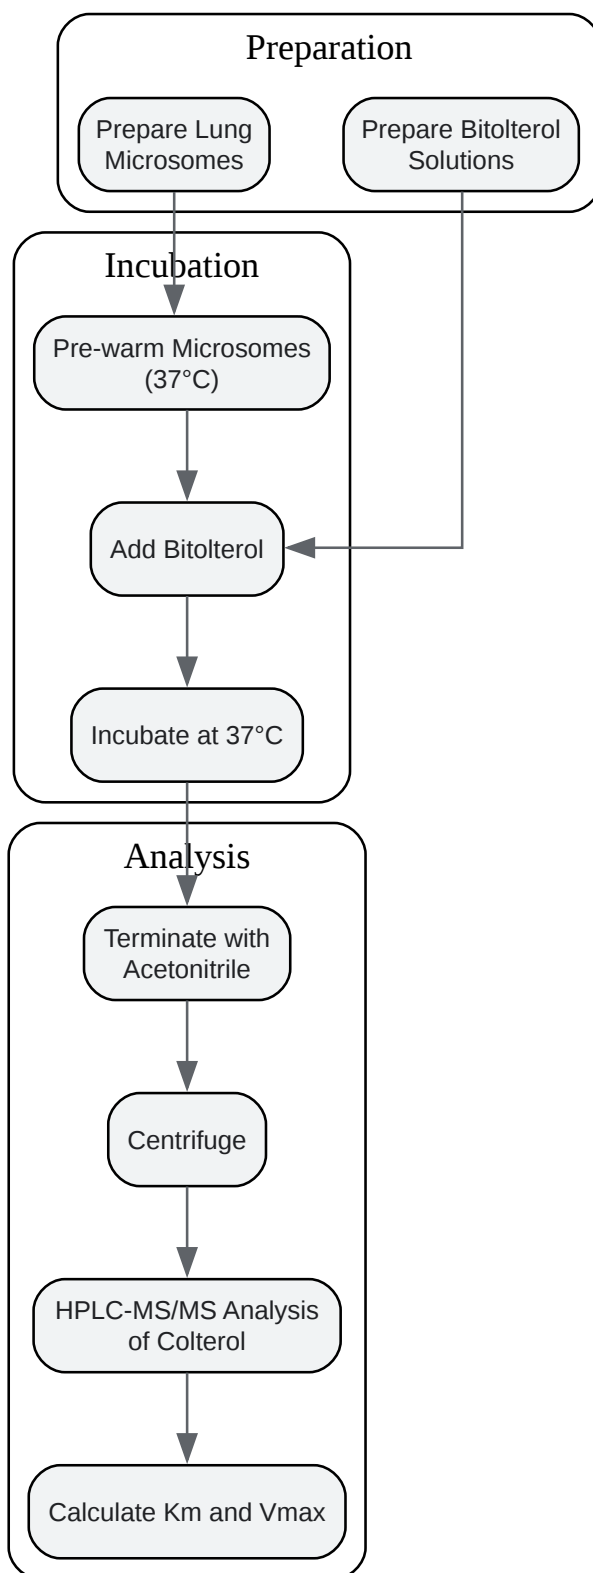 Preparation
Prepare Lung
Microsomes
Prepare Bitolterol
Solutions
Incubation
Pre-warm Microsomes
(37°C)
Add Bitolterol
Incubate at 37°C
Analysis
Terminate with
Acetonitrile
Centrifuge
HPLC-MS/MS Analysis
of Colterol
Calculate Km and Vmax